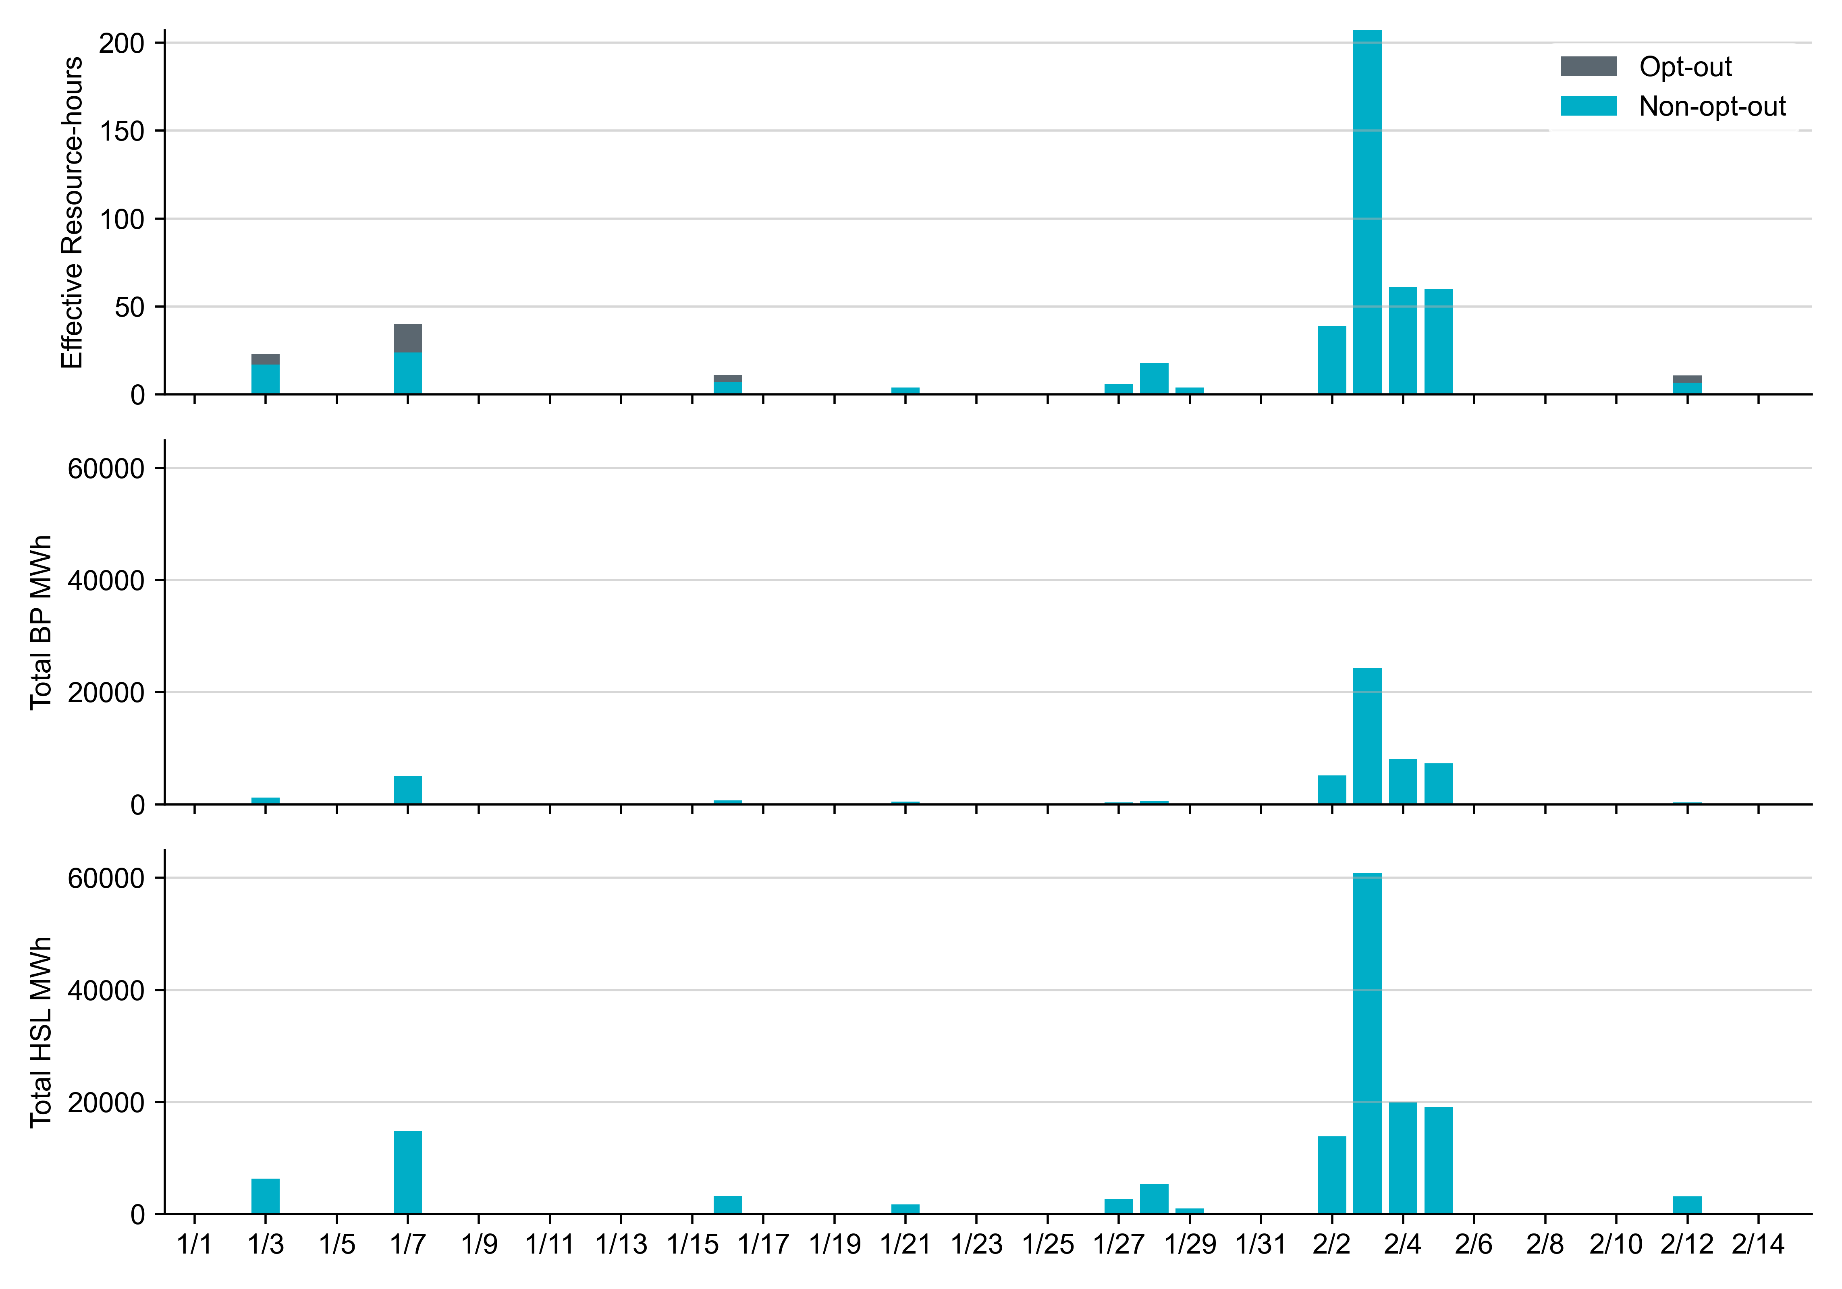 Effective Resource-hours
200
150
100
50
0
Opt-out
Non-opt-out
Total BP MWh
60000
40000
20000
0
Total HSL MWh
60000
40000
20000
0
1/1 1/3 1/5 1/7 1/9 1/11 1/13 1/15 1/17 1/19 1/21 1/23 1/25 1/27 1/29 1/31 2/2 2/4 2/6 2/8 2/10 2/12 2/14